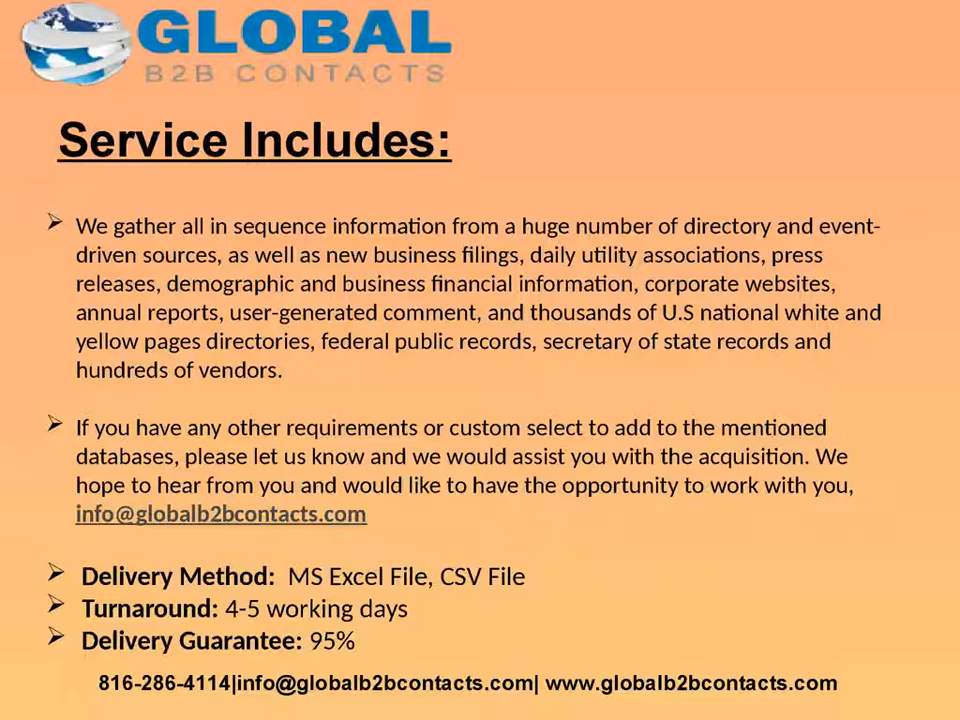 GLOBAL
B2B CONTACTS
Service Includes:
➢ We gather all in sequence information from a huge number of directory and event-
driven sources, as well as new business filings, daily utility associations, press
releases, demographic and business financial information, corporate websites,
annual reports, user-generated comment, and thousands of U.S national white and
yellow pages directories, federal public records, secretary of state records and
hundreds of vendors.
➢ If you have any other requirements or custom select to add to the mentioned
databases, please let us know and we would assist you with the acquisition. We
hope to hear from you and would like to have the opportunity to work with you,
info@globalb2bcontacts.com
➢ Delivery Method: MS Excel File, CSV File
➢ Turnaround: 4-5 working days
➢ Delivery Guarantee: 95%
816-286-4114|info@globalb2bcontacts.com| www.globalb2bcontacts.com